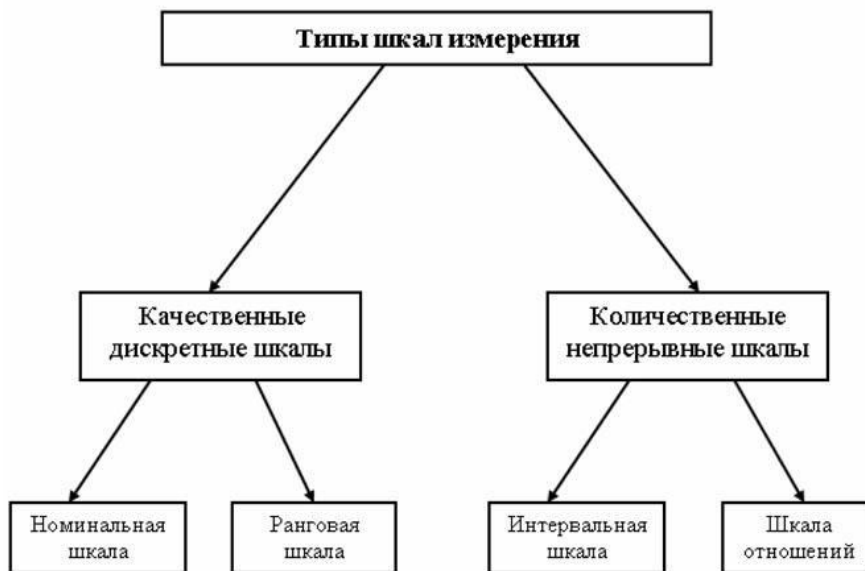 Типы шкал измерения
Качественные
дискретные шкалы
Количественные
непрерывные шкалы
Номинальная
шкала
Ранговая
шкала
Интервальная
шкала
Шкала
отношений